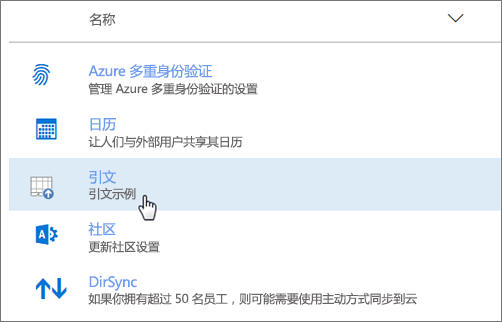 名称
Azure 多重身份验证
管理 Azure 多重身份验证的设置
日历
让人们与外部用户共享其日历
引文
引文示例
社区
更新社区设置
DirSync
如果你拥有超过 50 名员工，则可能需要使用主动方式同步到云